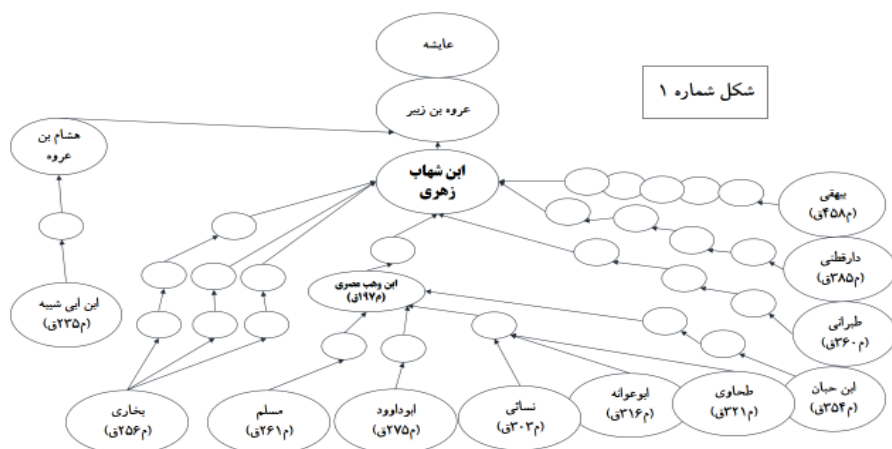 عایشه
شکل شماره ۱
عروه بن زبیر
هشام بن
عروه
ابن شهاب
زهری
بیهقی
(م۴۵۸ق)
دارقطنی
(م۳۸۵ق)
ابن وهب مصری
(م۱۹۷ق)
ابن ابی شیبه
(م۲۳۵ق)
طبرانی
(م۳۶۰ق)
بخاری
(م۲۵۶ق)
مسلم
(م۲۶۱ق)
ابوداوود
(م۲۷۵ق)
نسائی
(م۳۰۳ق)
ابوعوانه
(م۳۱۶ق)
طحاوی
(م۳۲۱ق)
ابن حبان
(م۳۵۴ق)